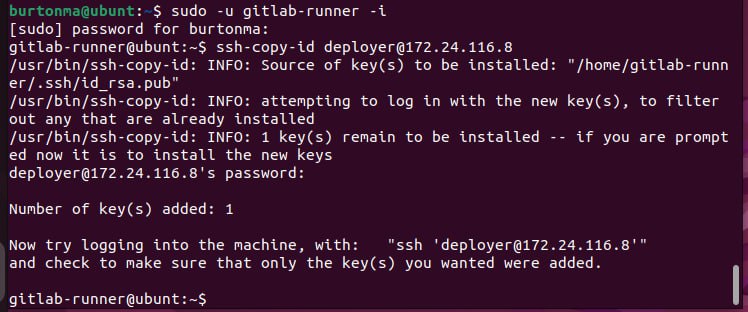 burtonma@ubunt:~$ sudo -u gitlab-runner -i
[sudo] password for burtonma:
gitlab-runner@ubunt:~$ ssh-copy-id deployer@172.24.116.8
/usr/bin/ssh-copy-id: INFO: Source of key(s) to be installed: "/home/gitlab-runn
er/.ssh/id_rsa.pub"
/usr/bin/ssh-copy-id: INFO: attempting to log in with the new key(s), to filter
out any that are already installed
/usr/bin/ssh-copy-id: INFO: 1 key(s) remain to be installed -- if you are prompt
ed now it is to install the new keys
deployer@172.24.116.8's password:
Number of key(s) added: 1
Now try logging into the machine, with:   "ssh 'deployer@172.24.116.8'"
and check to make sure that only the key(s) you wanted were added.
gitlab-runner@ubunt:~$